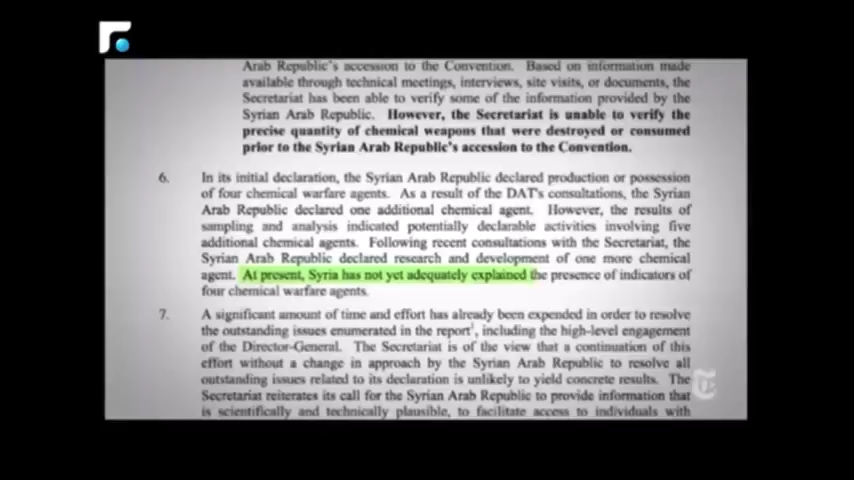 Arab Republic's accession to the Convention. Based on information made
available through technical meetings, interviews, site visits, or documents, the
Secretariat has been able to verify some of the information provided by the
Syrian Arab Republic. However, the Secretariat is unable to verify the
precise quantity of chemical weapons that were destroyed or consumed
prior to the Syrian Arab Republic's accession to the Convention.
6. In its initial declaration, the Syrian Arab Republic declared production or possession
of four chemical warfare agents. As a result of the DAT's consultations, the Syrian
Arab Republic declared one additional chemical agent. However, the results of
sampling and analysis indicated potentially declarable activities involving five
additional chemical agents. Following recent consultations with the Secretariat, the
Syrian Arab Republic declared research and development of one more chemical
agent. At present, Syria has not yet adequately explained the presence of indicators of
four chemical warfare agents.
7. A significant amount of time and effort has already been expended in order to resolve
the outstanding issues enumerated in the report¹, including the high-level engagement
of the Director-General. The Secretariat is of the view that a continuation of this
effort without a change in approach by the Syrian Arab Republic to resolve all
outstanding issues related to its declaration is unlikely to yield concrete results. The
Secretariat reiterates its call for the Syrian Arab Republic to provide information that
is scientifically and technically plausible, to facilitate access to individuals with